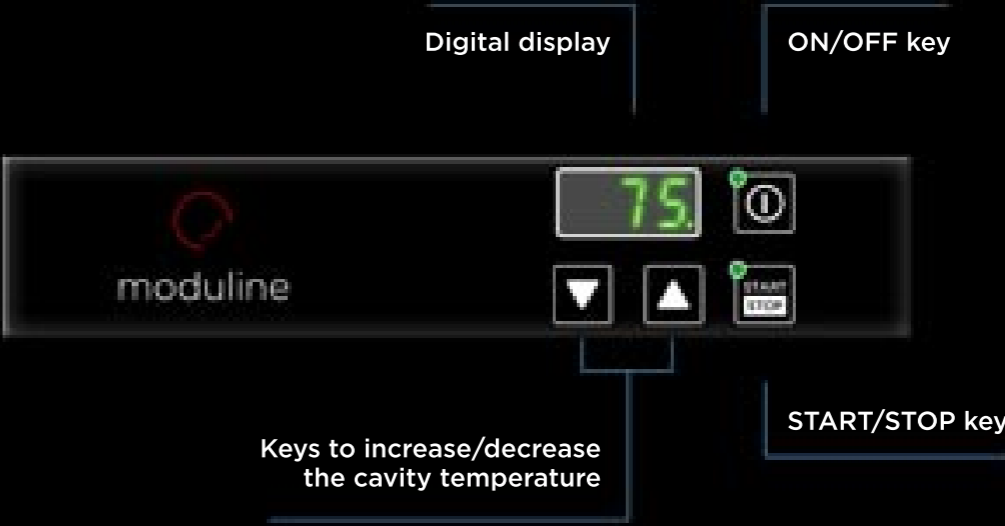 Digital display
ON/OFF key
75.
moduline
START
STOP
START/STOP key
Keys to increase/decrease
the cavity temperature